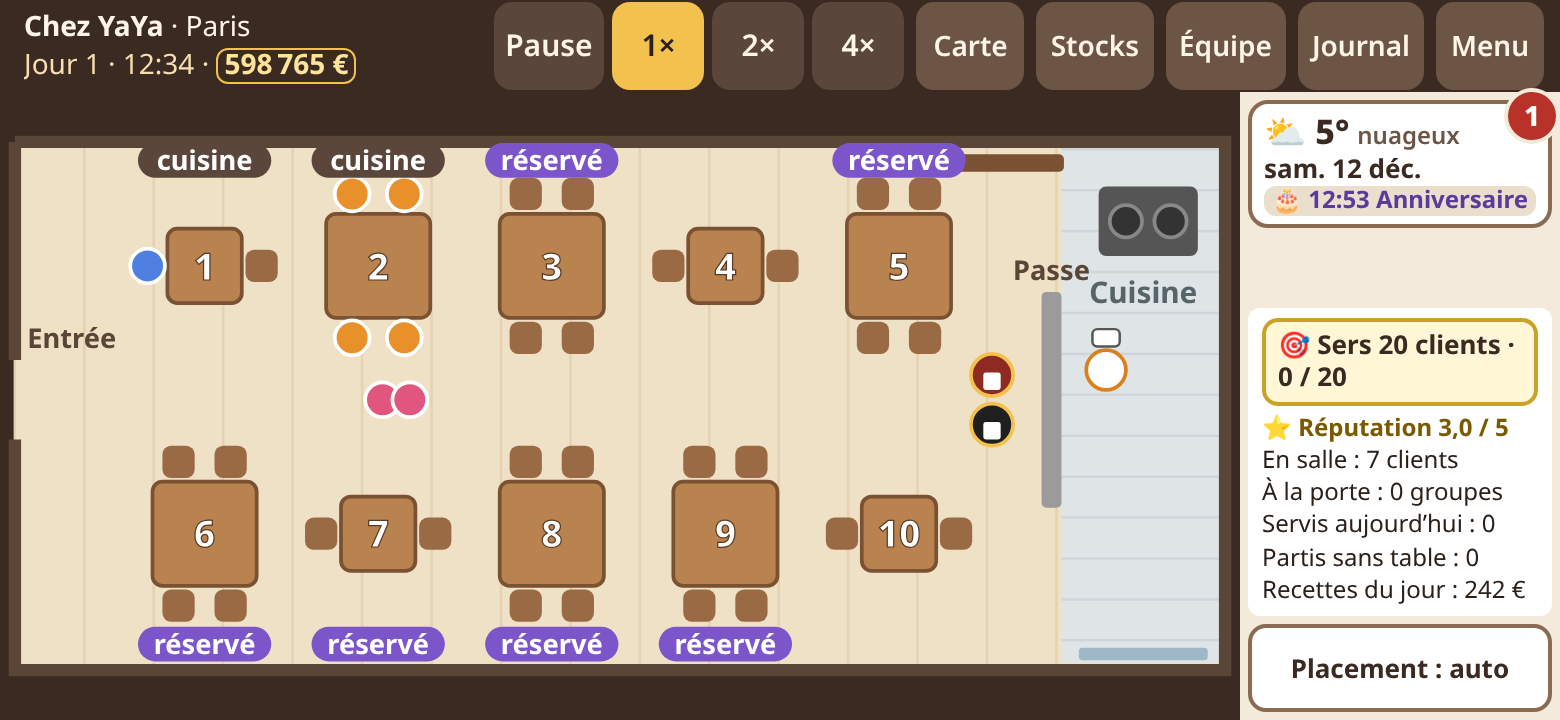 Chez YaYa · Paris
Jour 1 · 12:34 · 598 765 €
Pause
1×
2×
4×
Carte
Stocks
Équipe
Journal
Menu
1
5° nuageux
sam. 12 déc.
12:53 Anniversaire
cuisine
cuisine
réservé
réservé
1
2
3
4
5
Passe
Cuisine
Entrée
6
7
8
9
10
réservé
réservé
réservé
réservé
Sers 20 clients ·
0 / 20
Réputation 3,0 / 5
En salle : 7 clients
À la porte : 0 groupes
Servis aujourd’hui : 0
Partis sans table : 0
Recettes du jour : 242 €
Placement : auto